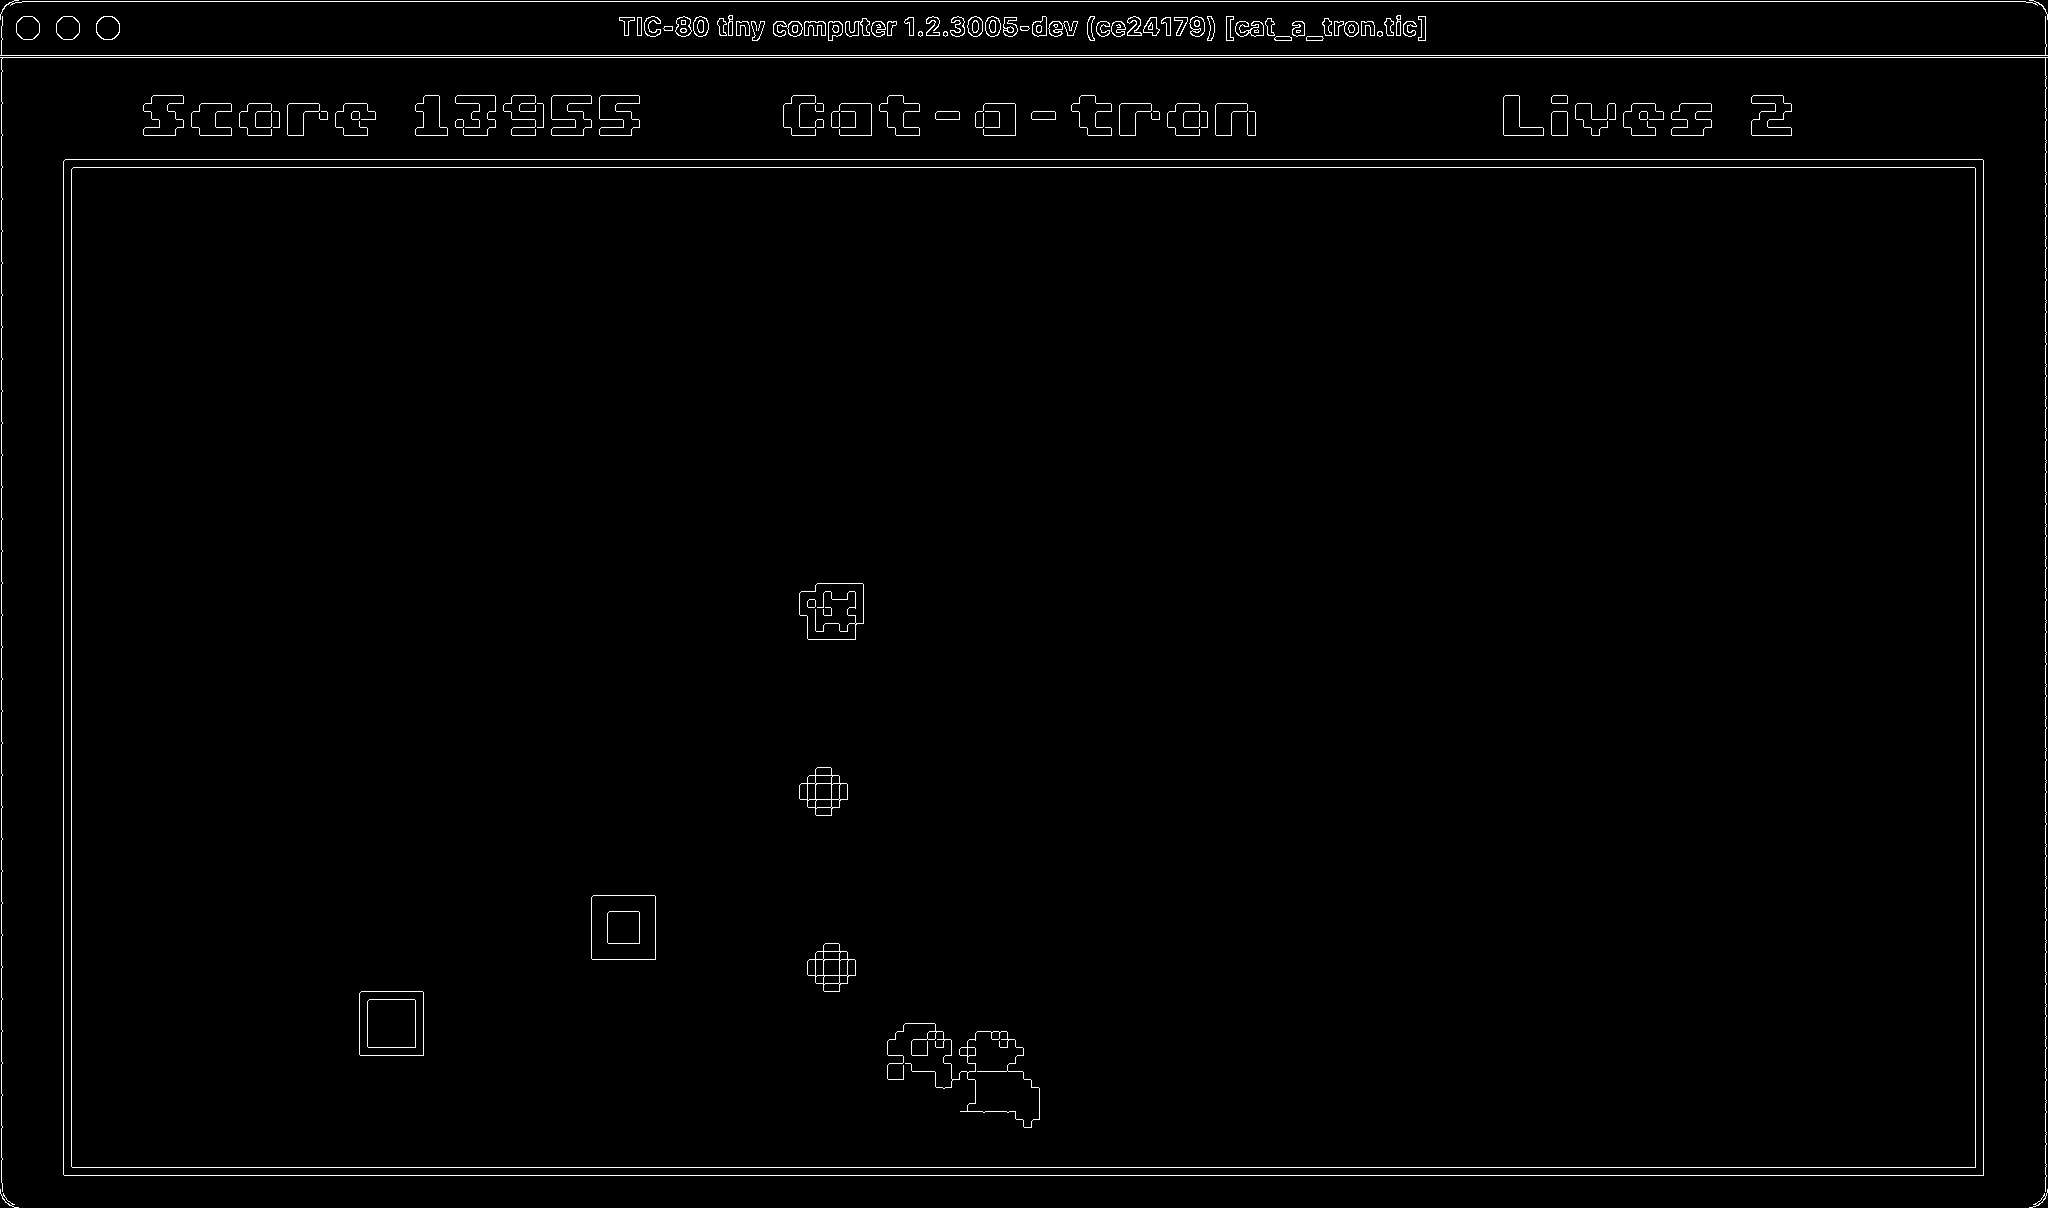 TIC-80 tiny computer 1.2.3005-dev (ce24179) [cat_a_tron.tic]
Score 13955 Cat-a-tron Lives 2